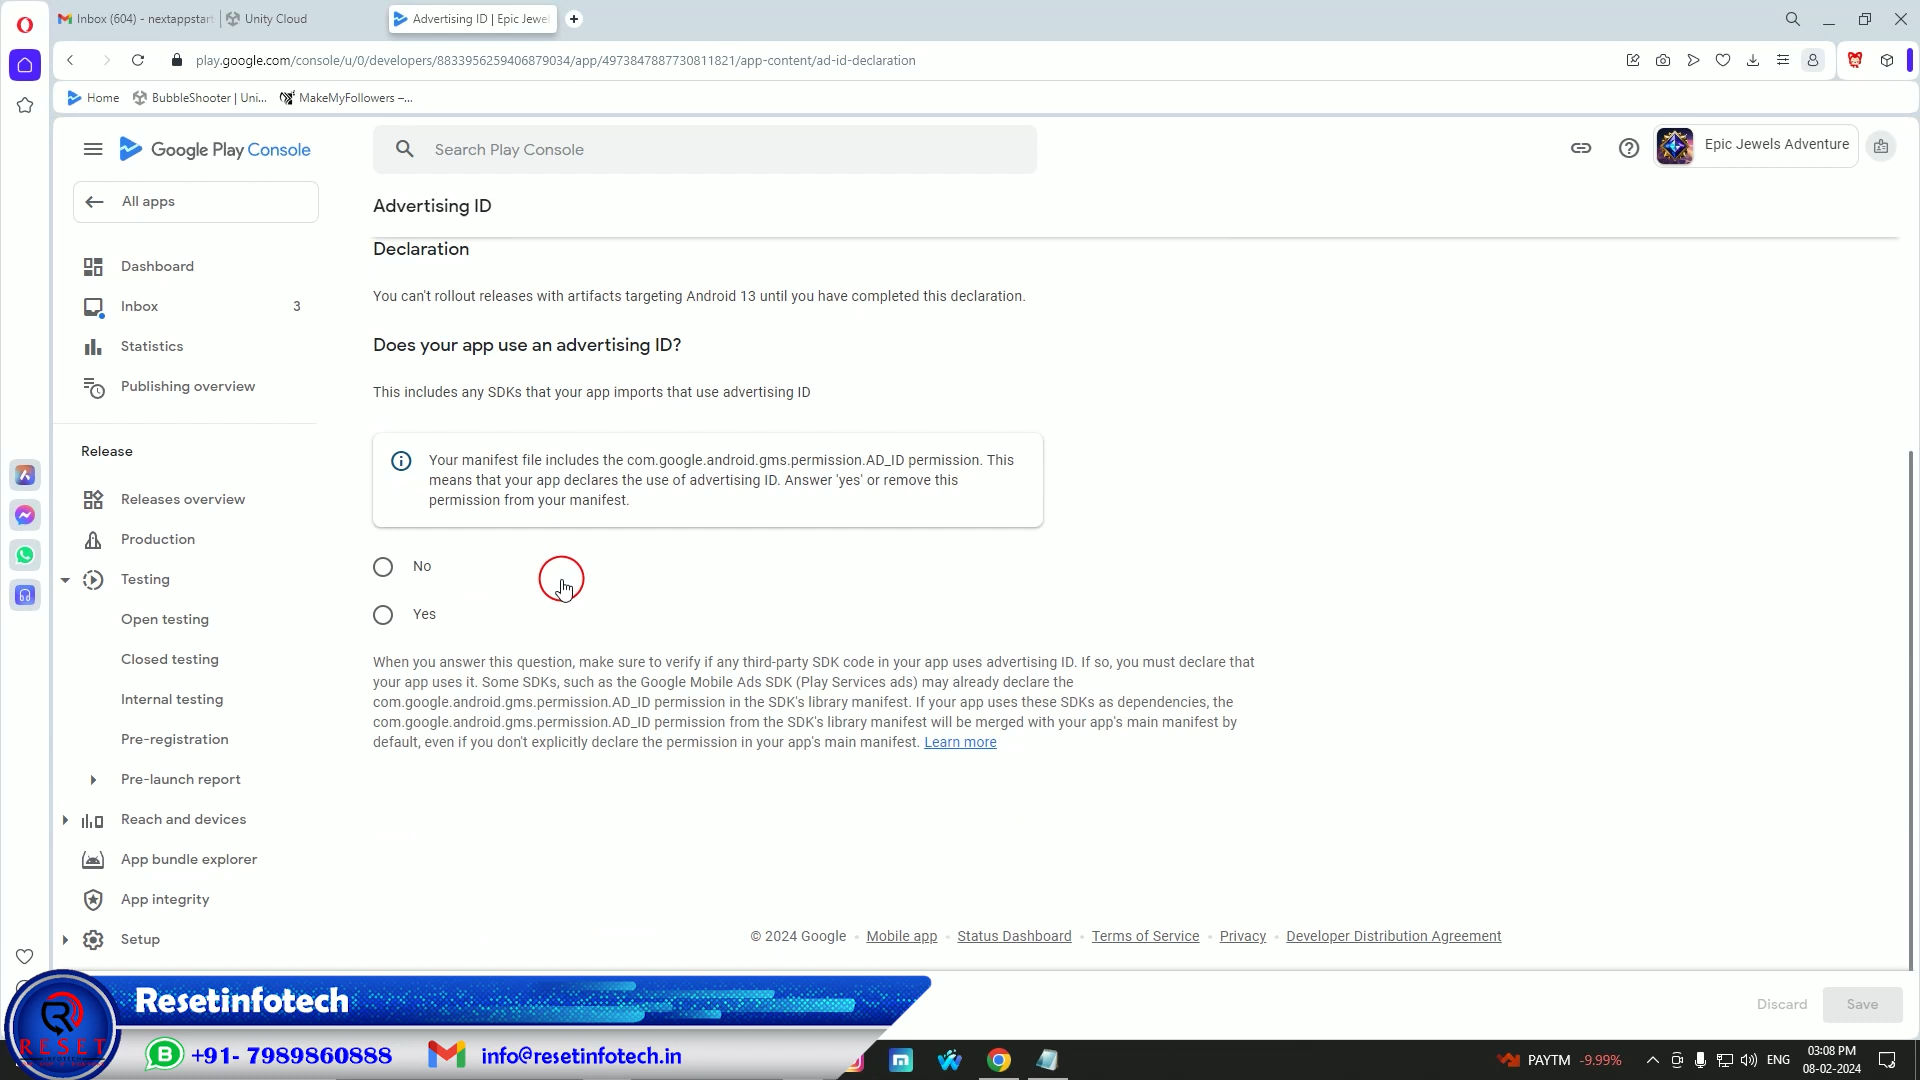 Inbox (604) - nextappstart
Unity Cloud
Advertising ID | Epic Jewe
play.google.com/console/u/0/developers/8833956259406879034/app/4973847887730811821/app-content/ad-id-declaration
Home
BubbleShooter | Uni...
MakeMyFollowers –...
Google Play Console
Search Play Console
Epic Jewels Adventure
All apps
Advertising ID
Dashboard
Inbox
3
Statistics
Publishing overview
Release
Releases overview
Production
Testing
Open testing
Closed testing
Internal testing
Pre-registration
Pre-launch report
Reach and devices
App bundle explorer
App integrity
Setup
Declaration
You can't rollout releases with artifacts targeting Android 13 until you have completed this declaration.
Does your app use an advertising ID?
This includes any SDKs that your app imports that use advertising ID
Your manifest file includes the com.google.android.gms.permission.AD_ID permission. This
means that your app declares the use of advertising ID. Answer 'yes' or remove this
permission from your manifest.
No
Yes
When you answer this question, make sure to verify if any third-party SDK code in your app uses advertising ID. If so, you must declare that
your app uses it. Some SDKs, such as the Google Mobile Ads SDK (Play Services ads) may already declare the
com.google.android.gms.permission.AD_ID permission in the SDK's library manifest. If your app uses these SDKs as dependencies, the
com.google.android.gms.permission.AD_ID permission from the SDK's library manifest will be merged with your app's main manifest by
default, even if you don't explicitly declare the permission in your app's main manifest. Learn more
© 2024 Google
Mobile app
Status Dashboard
Terms of Service
Privacy
Developer Distribution Agreement
Discard
Save
Resetinfotech
RESET
+91- 7989860888
info@resetinfotech.in
PAYTM -9.99%
ENG
03:08 PM
08-02-2024